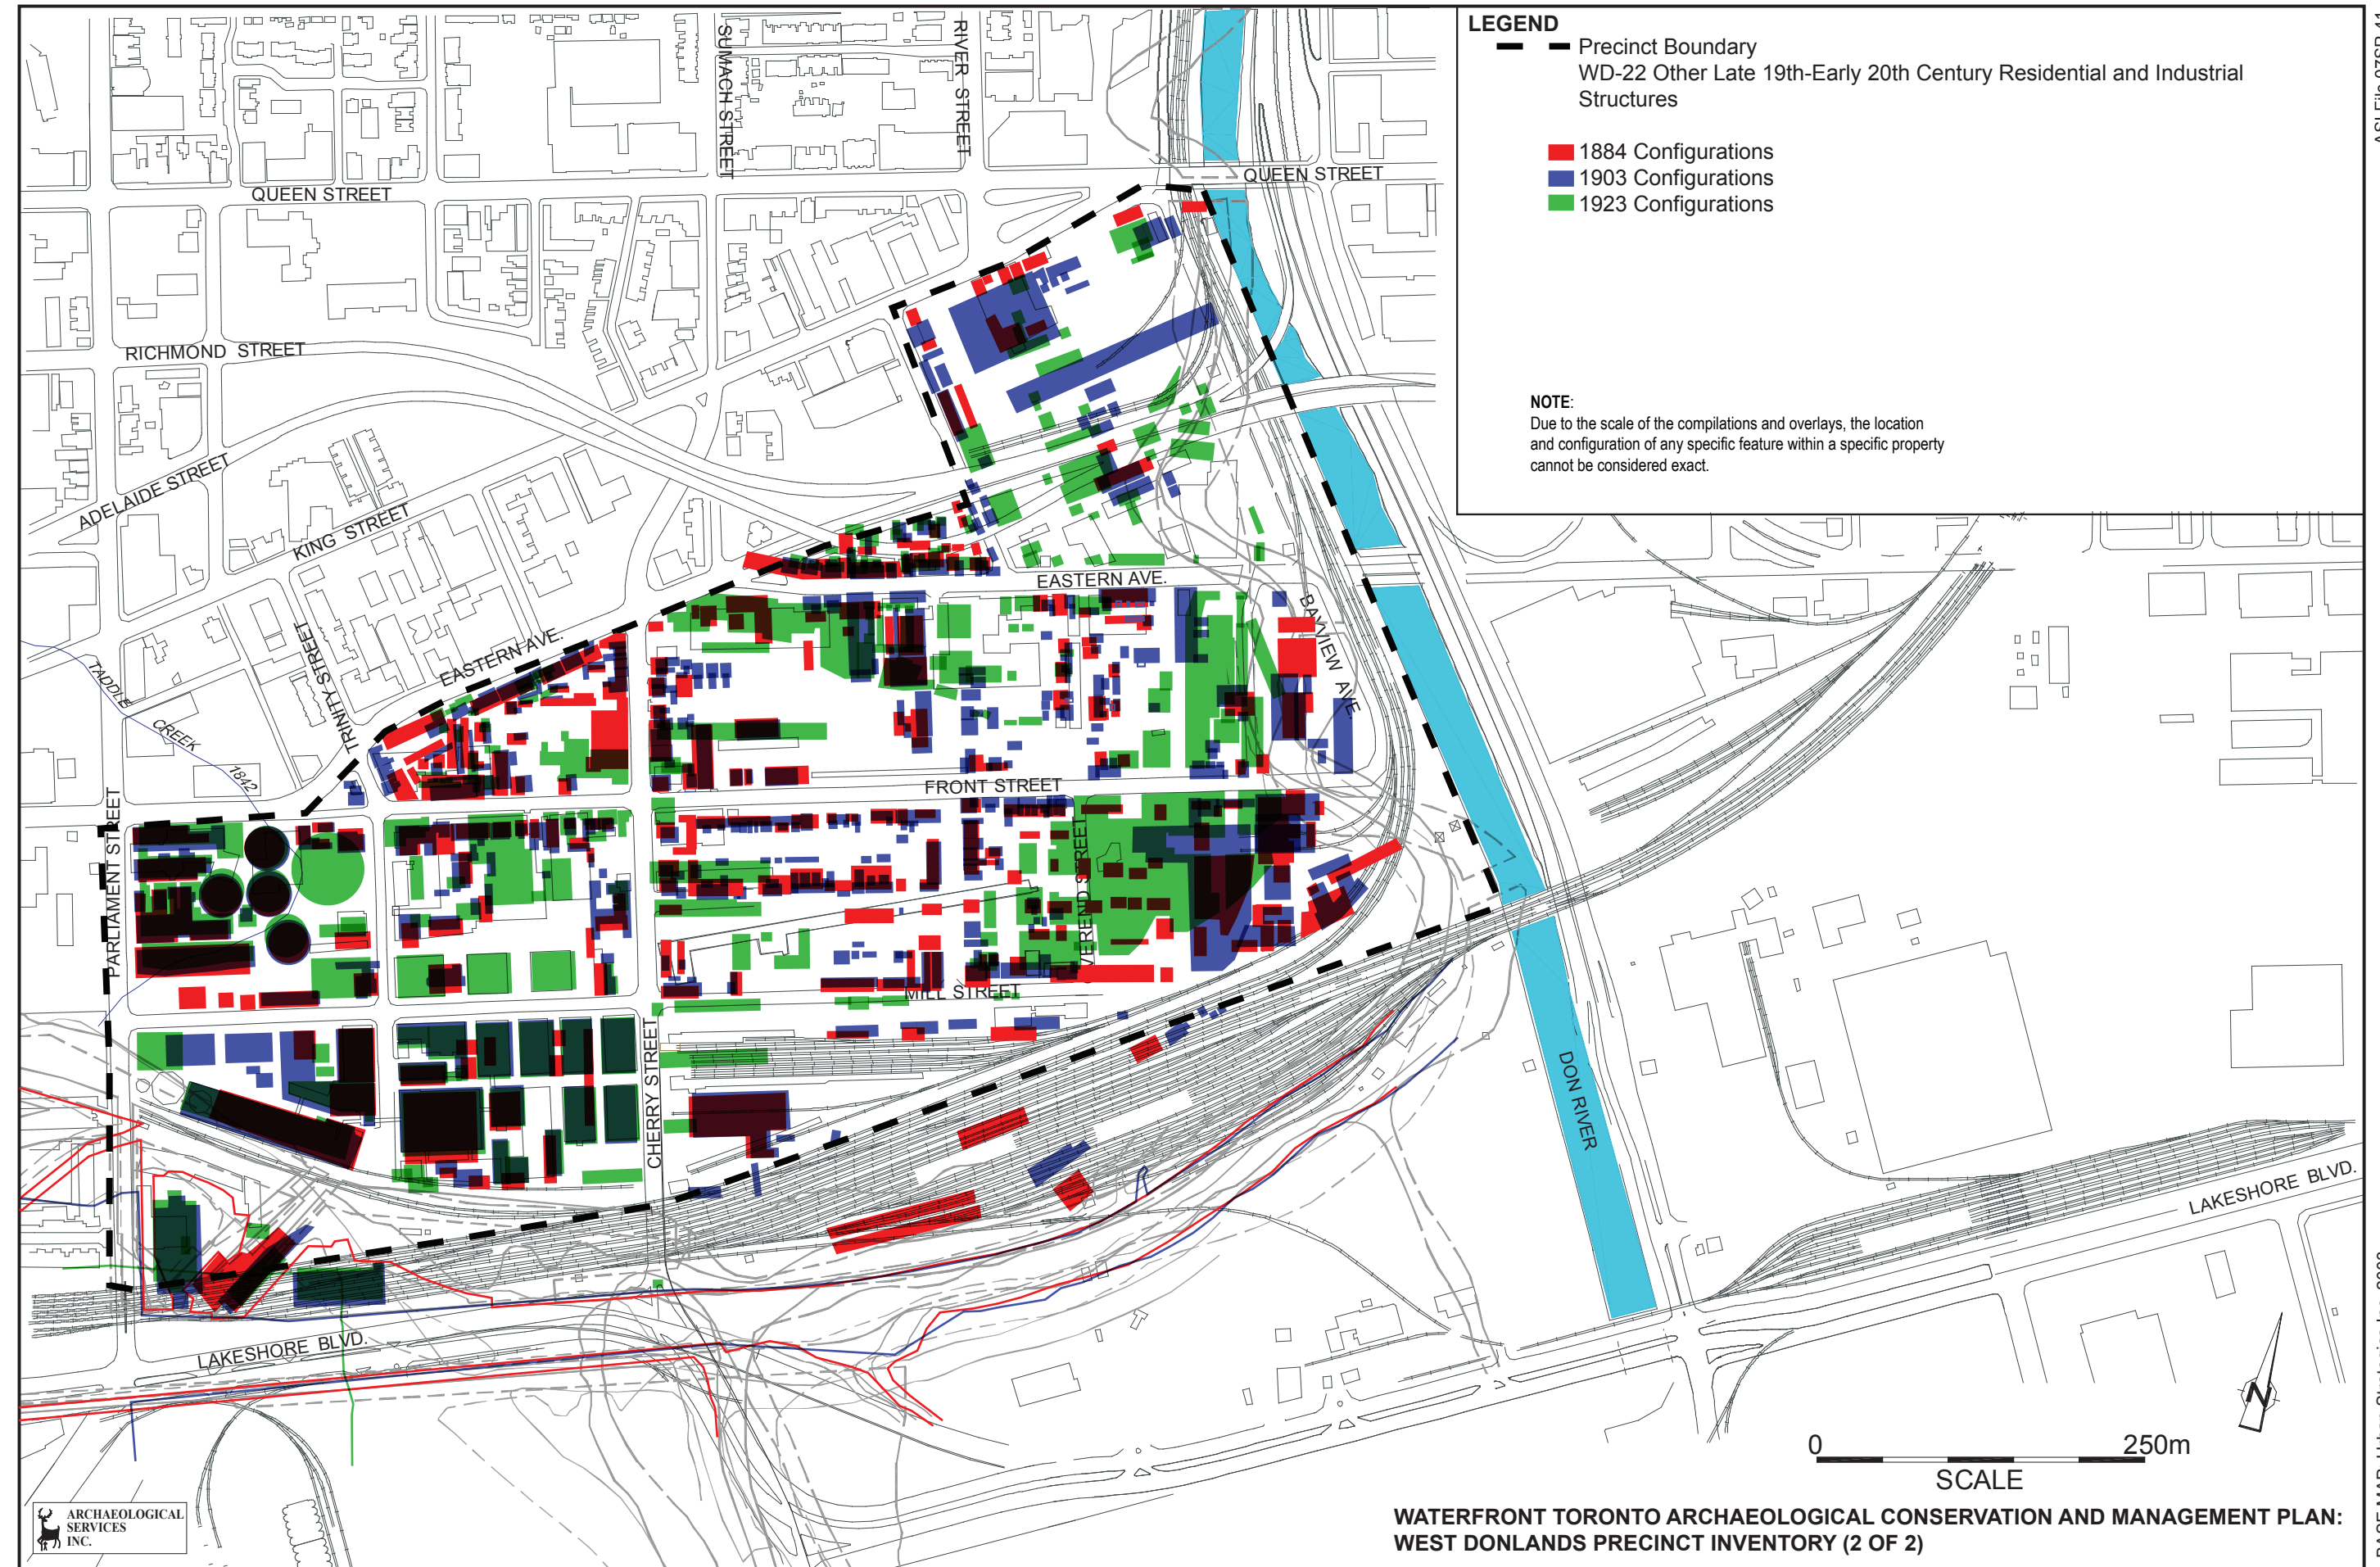 LEGEND
Precinct Boundary
WD-22 Other Late 19th-Early 20th Century Residential and Industrial
Structures
1884 Configurations
1903 Configurations
1923 Configurations
NOTE:
Due to the scale of the compilations and overlays, the location
and configuration of any specific feature within a specific property
cannot be considered exact.
SUMACH STREET
RIVER STREET
QUEEN STREET
QUEEN STREET
RICHMOND STREET
ADELAIDE STREET
KING STREET
TRINITY STREET
EASTERN AVE.
EASTERN AVE.
BAYVIEW AVE.
TADDLE
CREEK
1842
PARLIAMENT STREET
FRONT STREET
OVEREND STREET
MILL STREET
CHERRY STREET
DON RIVER
LAKESHORE BLVD.
LAKESHORE BLVD.
N
0 250m
SCALE
WATERFRONT TORONTO ARCHAEOLOGICAL CONSERVATION AND MANAGEMENT PLAN:
WEST DONLANDS PRECINCT INVENTORY (2 OF 2)
ARCHAEOLOGICAL
SERVICES
INC.